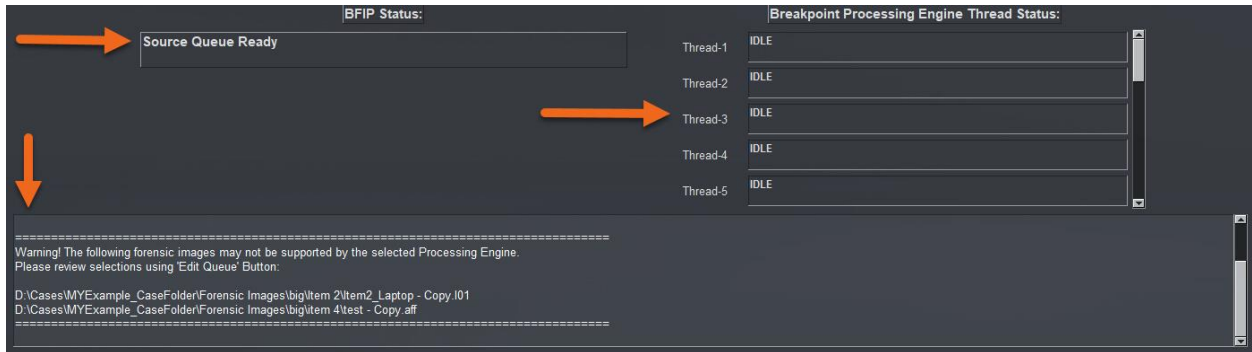 BFIP Status:
Source Queue Ready
Breakpoint Processing Engine Thread Status:
Thread-1 IDLE
Thread-2 IDLE
Thread-3 IDLE
Thread-4 IDLE
Thread-5 IDLE
===================================================================================
Warning! The following forensic images may not be supported by the selected Processing Engine.
Please review selections using 'Edit Queue' Button:
D:\Cases\MYExample_CaseFolder\Forensic Images\big\Item 2\Item2_Laptop - Copy.l01
D:\Cases\MYExample_CaseFolder\Forensic Images\big\item 4\test - Copy.aff
===================================================================================